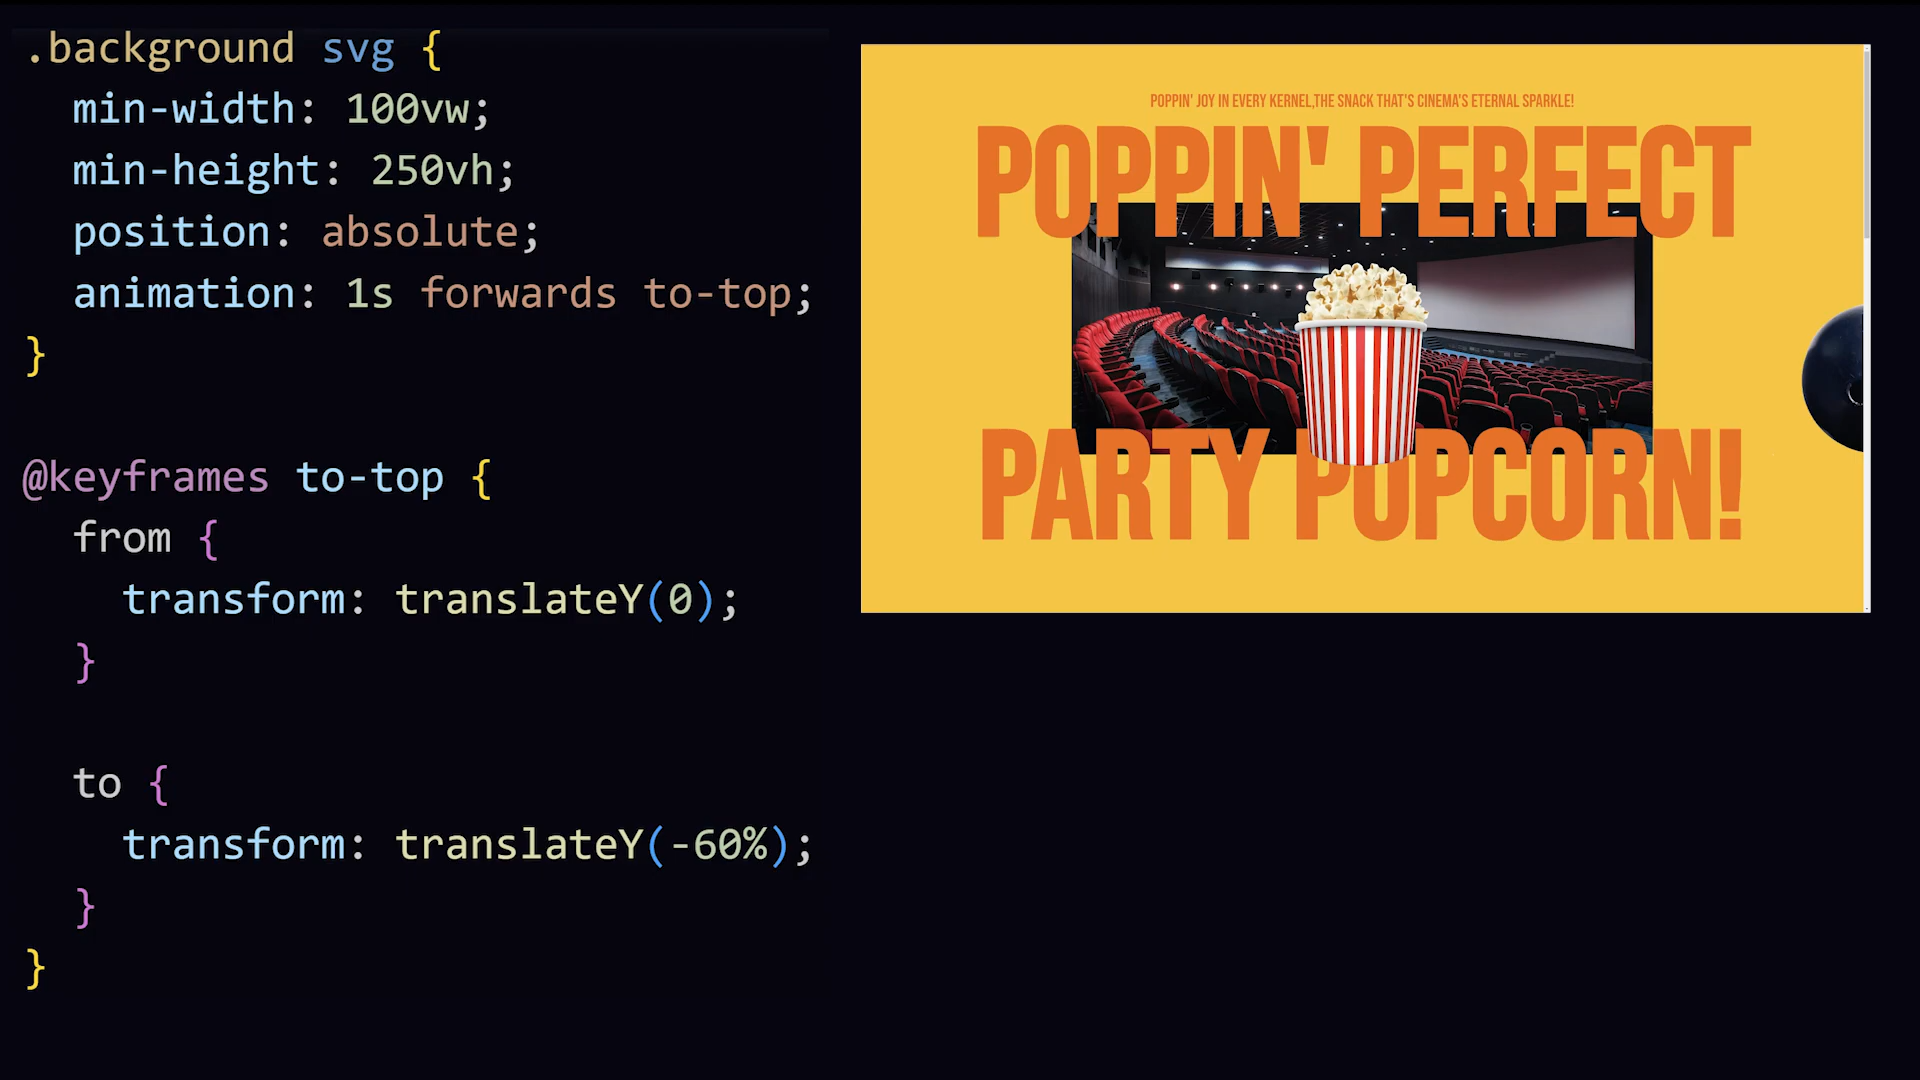 .background svg {
min-width: 100vw;
min-height: 250vh;
position: absolute;
animation: 1s forwards to-top;
}
@keyframes to-top {
from {
transform: translateY(0);
}
to {
transform: translateY(-60%);
}
}
POPPIN' JOY IN EVERY KERNEL,THE SNACK THAT'S CINEMA'S ETERNAL SPARKLE!
POPPIN' PERFECT
PARTY POPCORN!